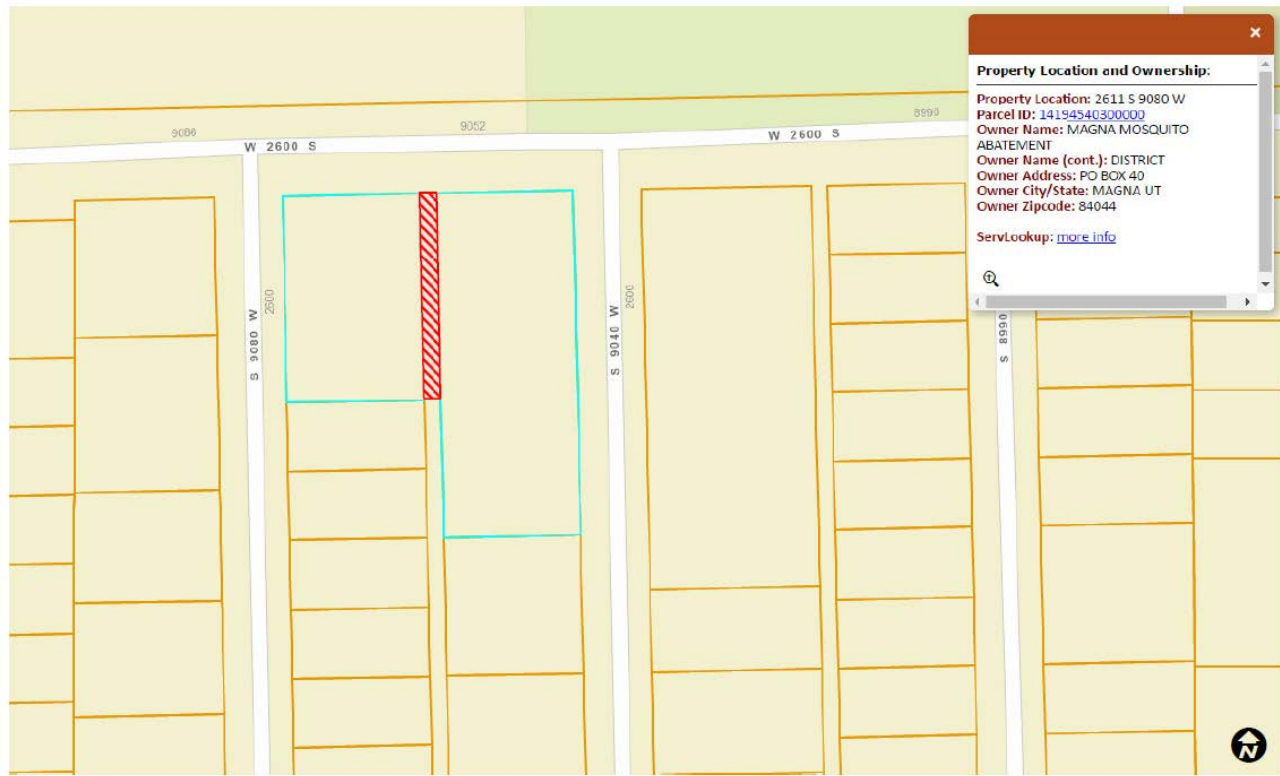 9086
9052
8990
W 2600 S
W 2600 S
S 9080 W
2600
S 9040 W
2600
S 8990
×
Property Location and Ownership:
Property Location: 2611 S 9080 W
Parcel ID: 14194540300000
Owner Name: MAGNA MOSQUITO
ABATEMENT
Owner Name (cont.): DISTRICT
Owner Address: PO BOX 40
Owner City/State: MAGNA UT
Owner Zipcode: 84044
ServLookup: more info
N